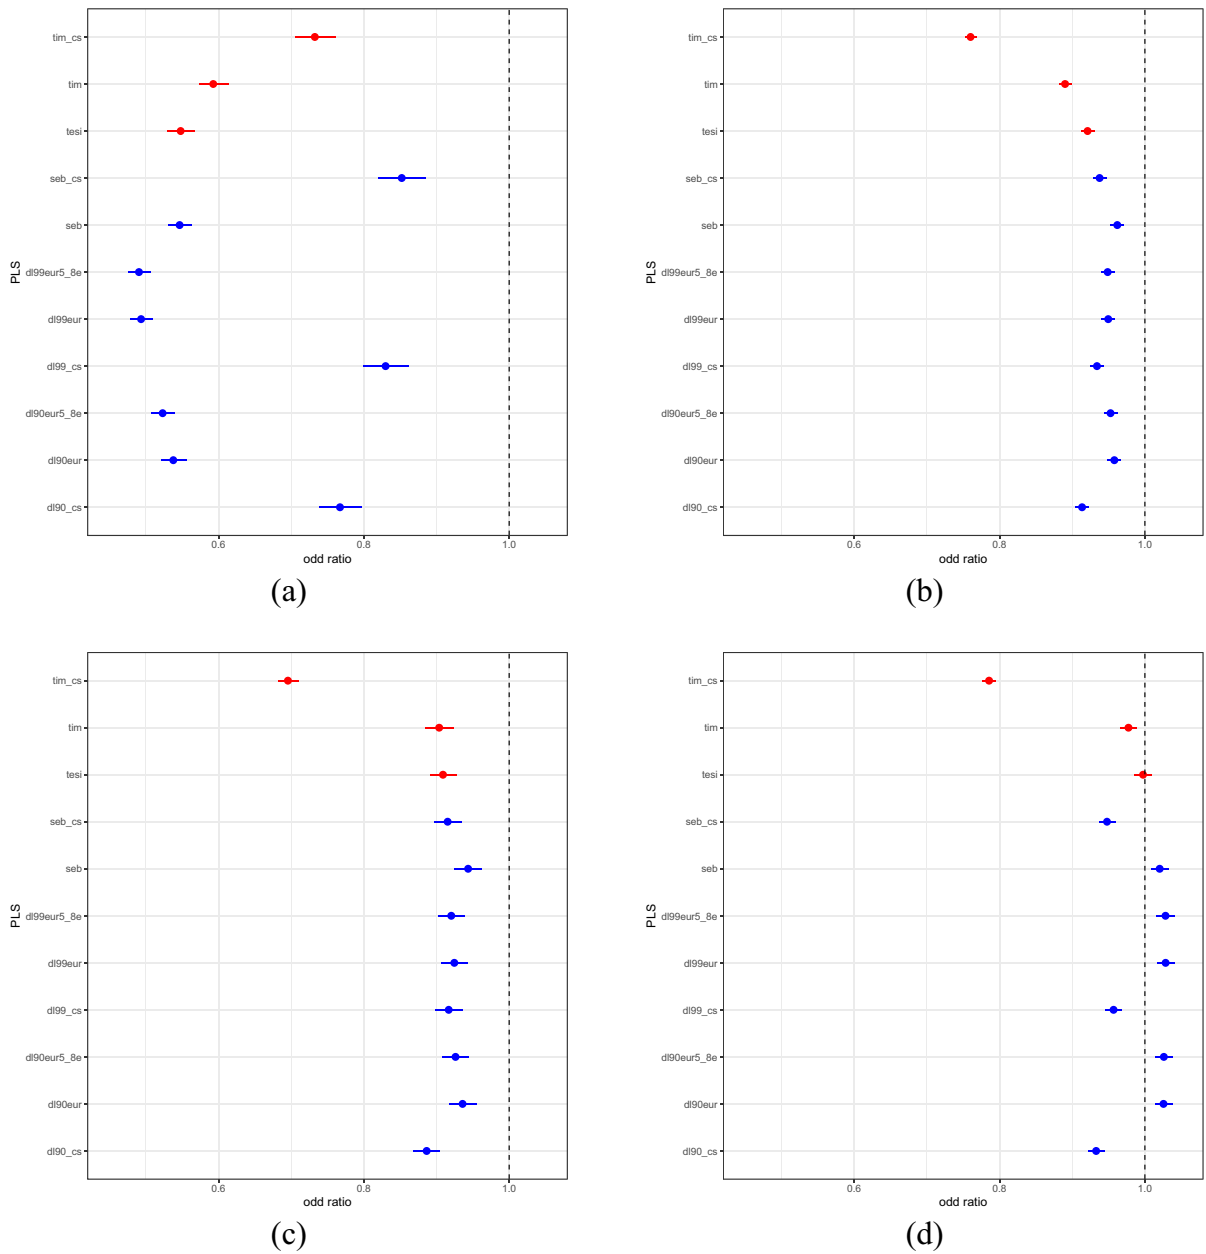 tim_cs
tim
tesi
seb_cs
seb
dl99eur5_8e
dl99eur
dl99_cs
dl90eur5_8e
dl90eur
dl90_cs
PLS
0.6 0.8 1.0
odd ratio
(a)
tim_cs
tim
tesi
seb_cs
seb
dl99eur5_8e
dl99eur
dl99_cs
dl90eur5_8e
dl90eur
dl90_cs
PLS
0.6 0.8 1.0
odd ratio
(b)
tim_cs
tim
tesi
seb_cs
seb
dl99eur5_8e
dl99eur
dl99_cs
dl90eur5_8e
dl90eur
dl90_cs
PLS
0.6 0.8 1.0
odd ratio
(c)
tim_cs
tim
tesi
seb_cs
seb
dl99eur5_8e
dl99eur
dl99_cs
dl90eur5_8e
dl90eur
dl90_cs
PLS
0.6 0.8 1.0
odd ratio
(d)